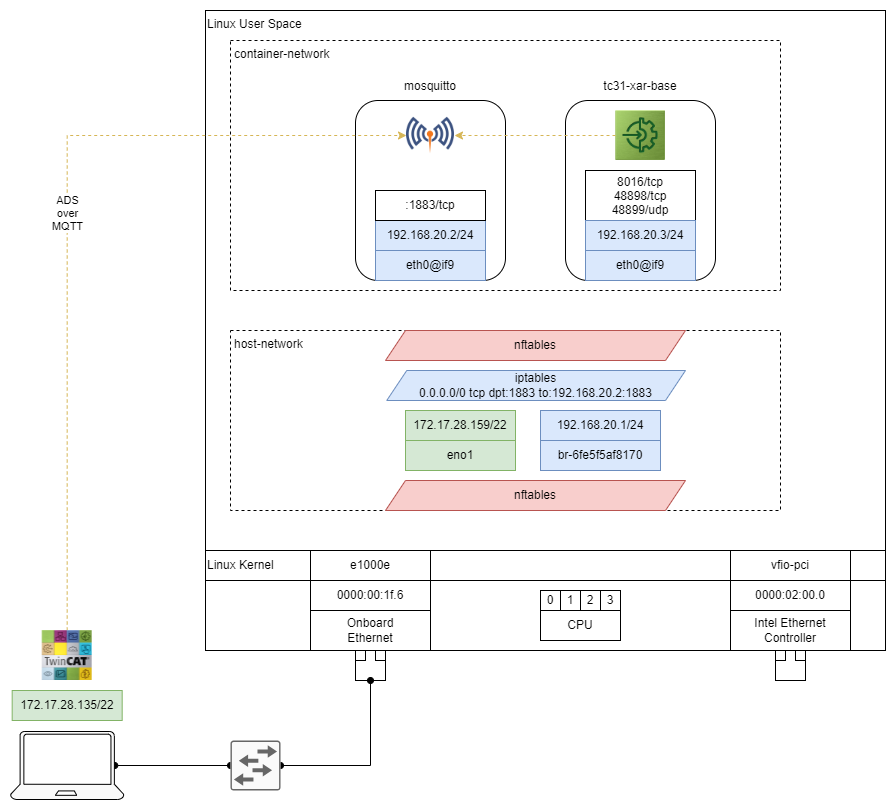 Linux User Space
container-network
mosquitto
tc31-xar-base
:1883/tcp
192.168.20.2/24
eth0@if9
8016/tcp
48898/tcp
48899/udp
192.168.20.3/24
eth0@if9
ADS
over
MQTT
host-network
nftables
iptables
0.0.0.0/0 tcp dpt:1883 to:192.168.20.2:1883
172.17.28.159/22
eno1
192.168.20.1/24
br-6fe5f5af8170
nftables
Linux Kernel
e1000e
vfio-pci
0000:00:1f.6
0000:02:00.0
Onboard
Ethernet
0 1 2 3
CPU
Intel Ethernet
Controller
TwinCAT®
172.17.28.135/22